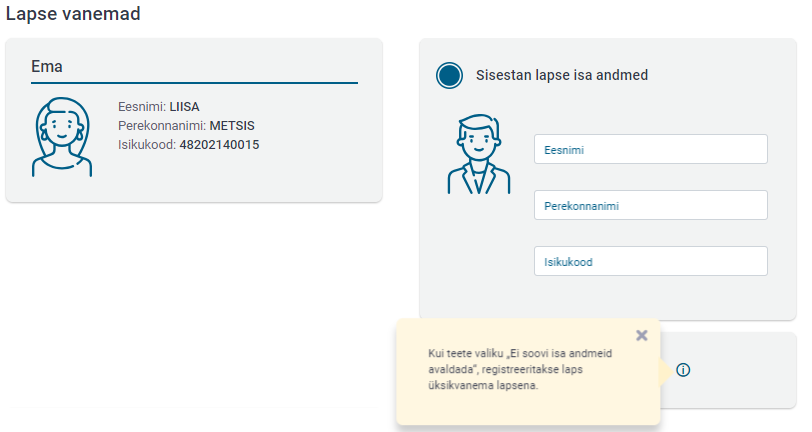 Lapse vanemad
Ema
Eesnimi: LIISA
Perekonnanimi: METSIS
Isikukood: 48202140015
Sisestan lapse isa andmed
Eesnimi
Perekonnanimi
Isikukood
Kui teete valiku „Ei soovi isa andmeid
avaldada“, registreeritakse laps
üksikvanema lapsena.